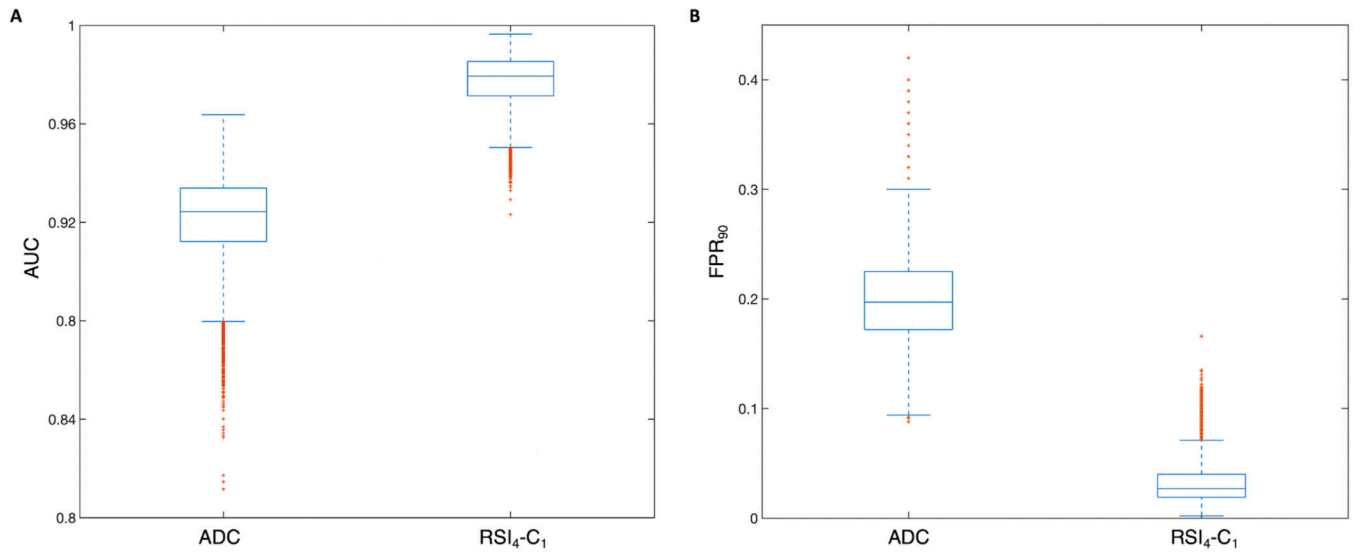 A
AUC
1
0.96
0.92
0.8
0.84
0.8
ADC
RSI₄-C₁
B
FPR₉₀
0.4
0.3
0.2
0.1
0
ADC
RSI₄-C₁